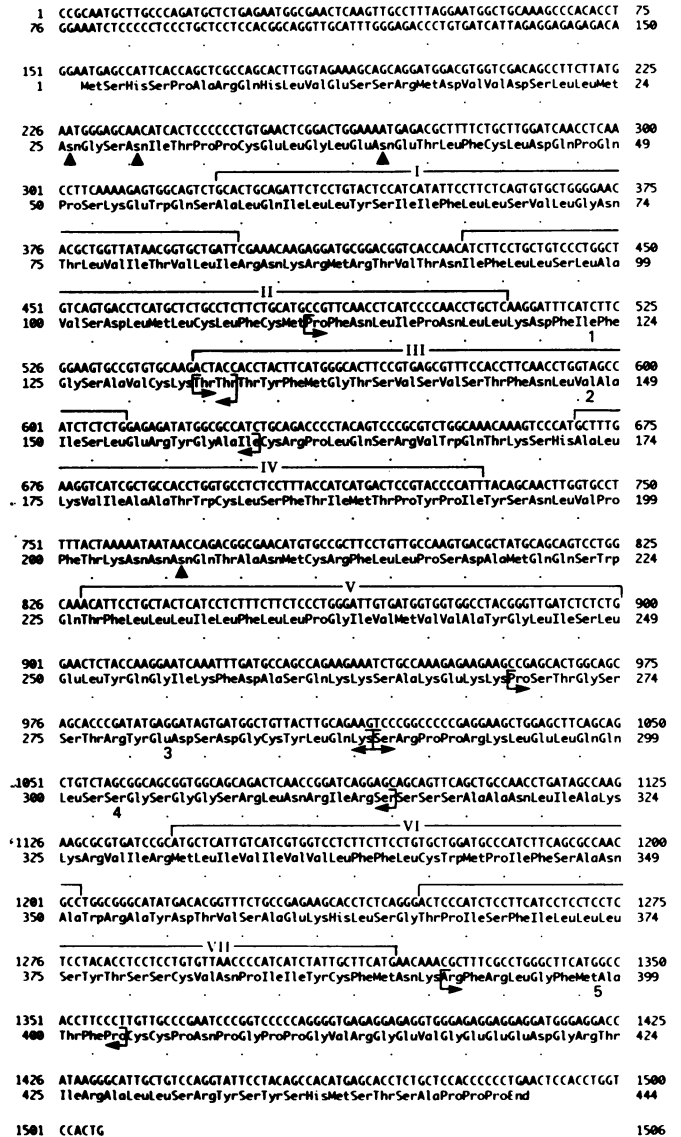 1 CCGCAATGCTTGCCCAGATGCTCTGAGAATGGCGAACTCAAGTTGCCTTTAGGAATGGCTGCAAAGCCCACACCT 75
76 GGAAATCTCCCCCTCCCTGCTCCTCCACGGCAGGTTGCATTTGGGAGACCCTGTGATCATTAGAGGAGAGAGACA 150
151 GGAATGAGCCATTCACCAGCTCGCCAGCACTTGGTAGAAAGCAGCAGGATGGACGTGGTCGACAGCCTTCTTATG 225
1 MetSerHisSerProAlaArgGlnHisLeuValGluSerSerArgMetAspValValAspSerLeuLeuMet 24
226 AATGGGAGCAACATCACTCCCCCCTGTGAACTCGGACTGGAAAATGAGACGCTTTTCTGCTTGGATCAACCTCAA 300
25 AsnGlySerAsnIleThrProProCysGluLeuGlyLeuGluAsnGluThrLeuPheCysLeuAspGlnProGln 49
I
301 CCTTCAAAAGAGTGGCAGTCTGCACTGCAGATTCTCCTGTACTCCATCATATTCCTTCTCAGTGTGCTGGGGAAC 375
50 ProSerLysGluTrpGlnSerAlaLeuGlnIleLeuLeuTyrSerIleIlePheLeuLeuSerValLeuGlyAsn 74
376 ACGCTGGTTATAACGGTGCTGATTCGAAACAAGAGGATGCGGACGGTCACCAACATCTTCCTGCTGTCCCTGGCT 450
75 ThrLeuValIleThrValLeuIleArgAsnLysArgMetArgThrValThrAsnIlePheLeuLeuSerLeuAla 99
II
451 GTCAGTGACCTCATGCTCTGCCTCTTCTGCATGCCGTTCAACCTCATCCCCAACCTGCTCAAGGATTTCATCTTC 525
100 ValSerAspLeuMetLeuCysLeuPheCysMetProPheAsnLeuIleProAsnLeuLeuLysAspPheIlePhe 124
1
III
526 GGAAGTGCCGTGTGCAAGACTACCACCTACTTCATGGGCACTTCCGTGAGCGTTTCCACCTTCAACCTGGTAGCC 600
125 GlySerAlaValCysLysThrThrThrTyrPheMetGlyThrSerValSerValSerThrPheAsnLeuValAla 149
2
601 ATCTCTCTGGAGAGATATGGCGCCATCTGCAGACCCCTACAGTCCCGCGTCTGGCAAACAAAGTCCCATGCTTTG 675
150 IleSerLeuGluArgTyrGlyAlaIleCysArgProLeuGlnSerArgValTrpGlnThrLysSerHisAlaLeu 174
IV
676 AAGGTCATCGCTGCCACCTGGTGCCTCTCCTTTACCATCATGACTCCGTACCCCATTTACAGCAACTTGGTGCCT 750
175 LysValIleAlaAlaThrTrpCysLeuSerPheThrIleMetThrProTyrProIleTyrSerAsnLeuValPro 199
751 TTTACTAAAAATAATAACCAGACGGCGAACATGTGCCGCTTCCTGTTGCCAAGTGACGCTATGCAGCAGTCCTGG 825
200 PheThrLysAsnAsnAsnGlnThrAlaAsnMetCysArgPheLeuLeuProSerAspAlaMetGlnGlnSerTrp 224
V
826 CAAACATTCCTGCTACTCATCCTCTTTCTTCTCCCTGGGATTGTGATGGTGGTGGCCTACGGGTTGATCTCTCTG 900
225 GlnThrPheLeuLeuLeuIleLeuPheLeuLeuProGlyIleValMetValValAlaTyrGlyLeuIleSerLeu 249
901 GAACTCTACCAAGGAATCAAATTTGATGCCAGCCAGAAGAAATCTGCCAAAGAGAAGAAGCCGAGCACTGGCAGC 975
250 GluLeuTyrGlnGlyIleLysPheAspAlaSerGlnLysLysSerAlaLysGluLysLysProSerThrGlySer 274
976 AGCACCCGATATGAGGATAGTGATGGCTGTTACTTGCAGAAGTCCCGGCCCCCGAGGAAGCTGGAGCTTCAGCAG 1050
275 SerThrArgTyrGluAspSerAspGlyCysTyrLeuGlnLysSerArgProProArgLysLeuGluLeuGlnGln 299
3
1051 CTGTCTAGCGGCAGCGGTGGCAGCAGACTCAACCGGATCAGGAGCAGCAGTTCAGCTGCCAACCTGATAGCCAAG 1125
300 LeuSerSerGlySerGlyGlySerArgLeuAsnArgIleArgSerSerSerSerAlaAlaAsnLeuIleAlaLys 324
4
VI
1126 AAGCGCGTGATCCGCATGCTCATTGTCATCGTGGTCCTCTTCTTCCTGTGCTGGATGCCCATCTTCAGCGCCAAC 1200
325 LysArgValIleArgMetLeuIleValIleValValLeuPhePheLeuCysTrpMetProIlePheSerAlaAsn 349
1201 GCCTGGCGGGCATATGACACGGTTTCTGCCGAGAAGCACCTCTCAGGGACTCCCATCTCCTTCATCCTCCTCCTC 1275
350 AlaTrpArgAlaTyrAspThrValSerAlaGluLysHisLeuSerGlyThrProIleSerPheIleLeuLeuLeu 374
VII
1276 TCCTACACCTCCTCCTGTGTTAACCCCATCATCTATTGCTTCATGAACAAACGCTTTCGCCTGGGCTTCATGGCC 1350
375 SerTyrThrSerSerCysValAsnProIleIleTyrCysPheMetAsnLysArgPheArgLeuGlyPheMetAla 399
5
1351 ACCTTCCCTTGTTGCCCGAATCCCGGTCCCCCAGGGGTGAGAGGAGAGGTGGGAGAGGAGGAGGATGGGAGGACC 1425
400 ThrPheProCysCysProAsnProGlyProProGlyValArgGlyGluValGlyGluGluGluAspGlyArgThr 424
1426 ATAAGGGCATTGCTGTCCAGGTATTCCTACAGCCACATGAGCACCTCTGCTCCACCCCCCTGAACTCCACCTGGT 1500
425 IleArgAlaLeuLeuSerArgTyrSerTyrSerHisMetSerThrSerAlaProProProEnd 444
1501 CCACTG 1506